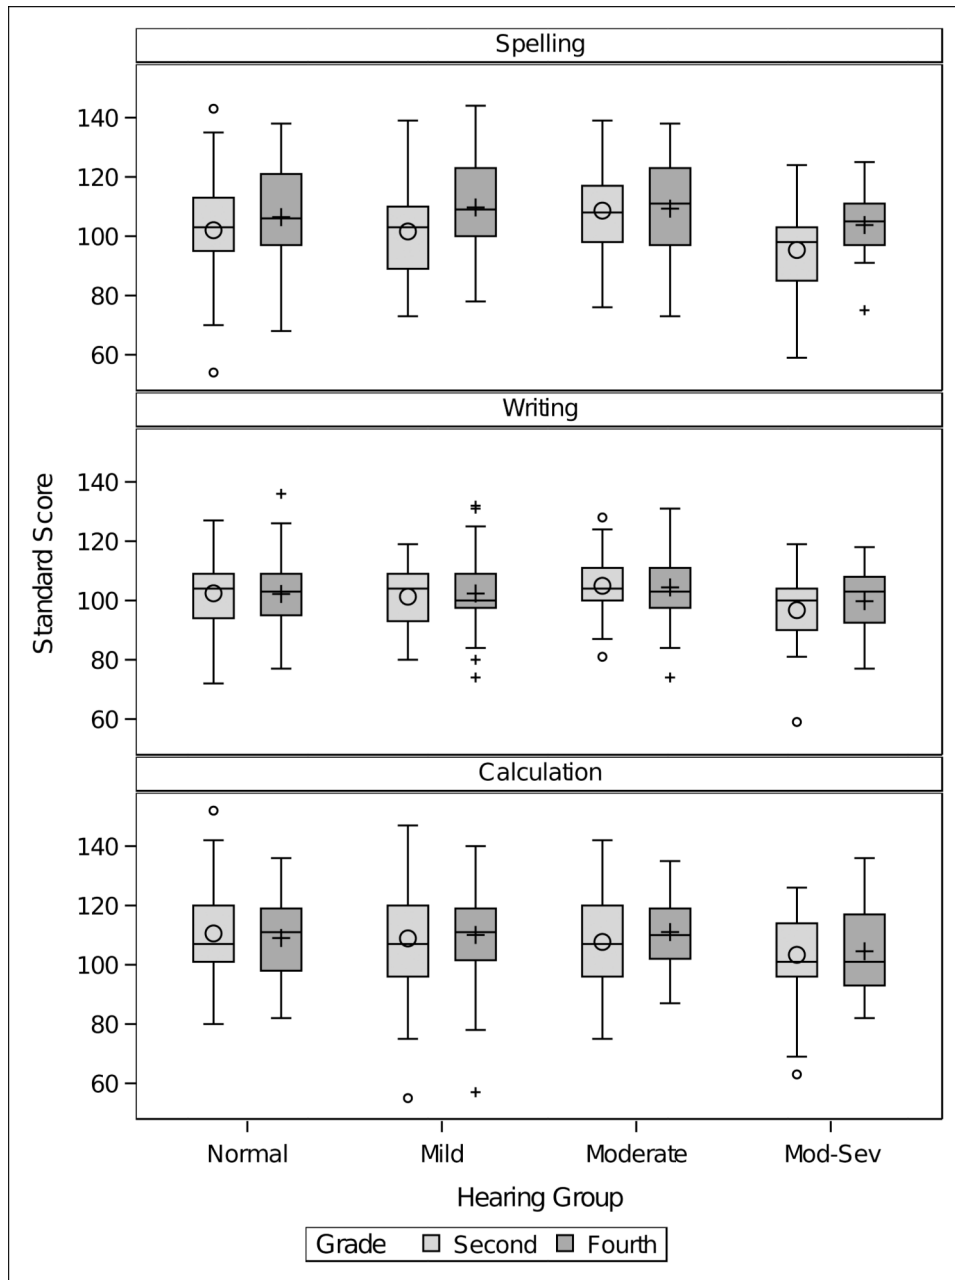 Spelling
140
120
100
80
60
Writing
Standard Score
140
120
100
80
60
Calculation
140
120
100
80
60
Normal Mild Moderate Mod-Sev
Hearing Group
Grade Second Fourth